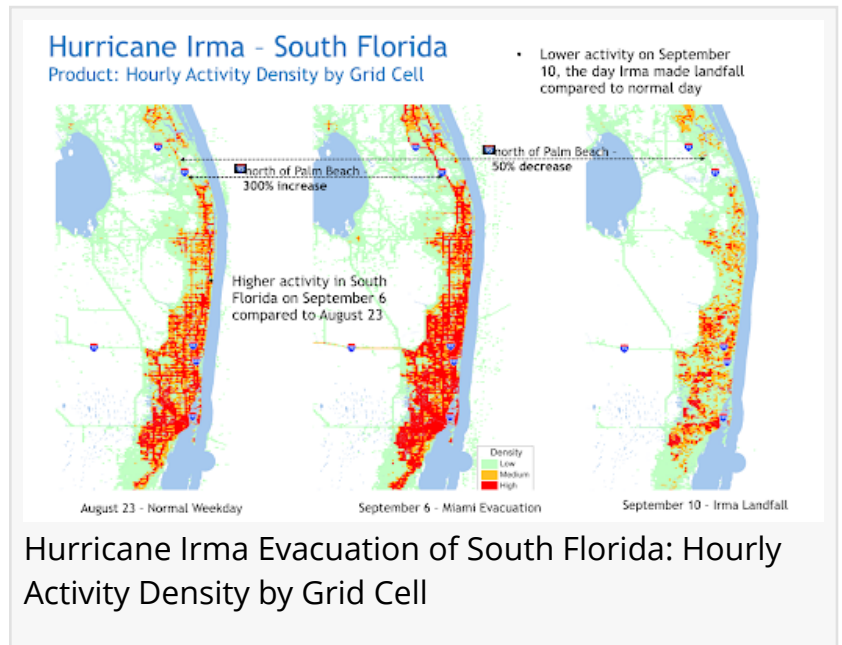 Hurricane Irma – South Florida
Product: Hourly Activity Density by Grid Cell
• Lower activity on September
10, the day Irma made landfall
compared to normal day
north of Palm Beach
300% increase
north of Palm Beach –
50% decrease
Higher activity in South
Florida on September 6
compared to August 23
Density
Low
Medium
High
August 23 - Normal Weekday
September 6 - Miami Evacuation
September 10 - Irma Landfall
Hurricane Irma Evacuation of South Florida: Hourly
Activity Density by Grid Cell